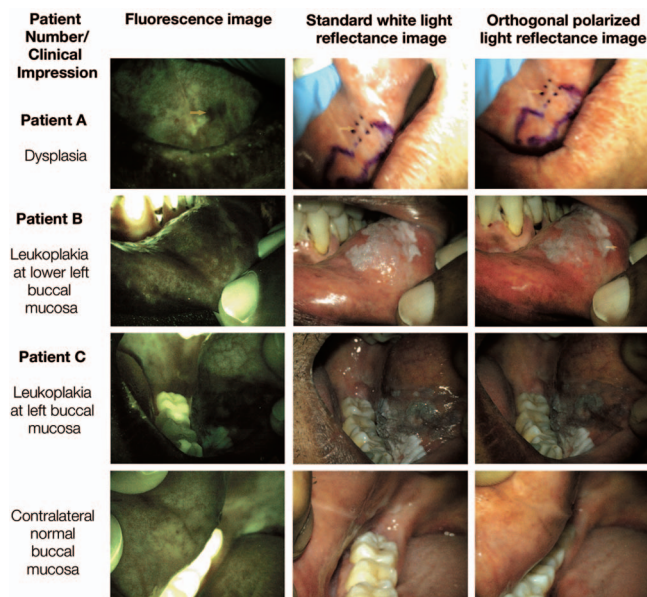 Patient
Number/
Clinical
Impression
Fluorescence image
Standard white light
reflectance image
Orthogonal polarized
light reflectance image
Patient A
Dysplasia
Patient B
Leukoplakia
at lower left
buccal
mucosa
Patient C
Leukoplakia
at left buccal
mucosa
Contralateral
normal
buccal
mucosa